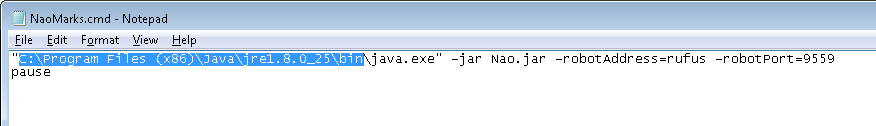 NaoMarks.cmd - Notepad
File Edit Format View Help
"C:\Program Files (x86)\Java\jre1.8.0_25\bin\java.exe" -jar Nao.jar -robotAddress=rufus -robotPort=9559
pause